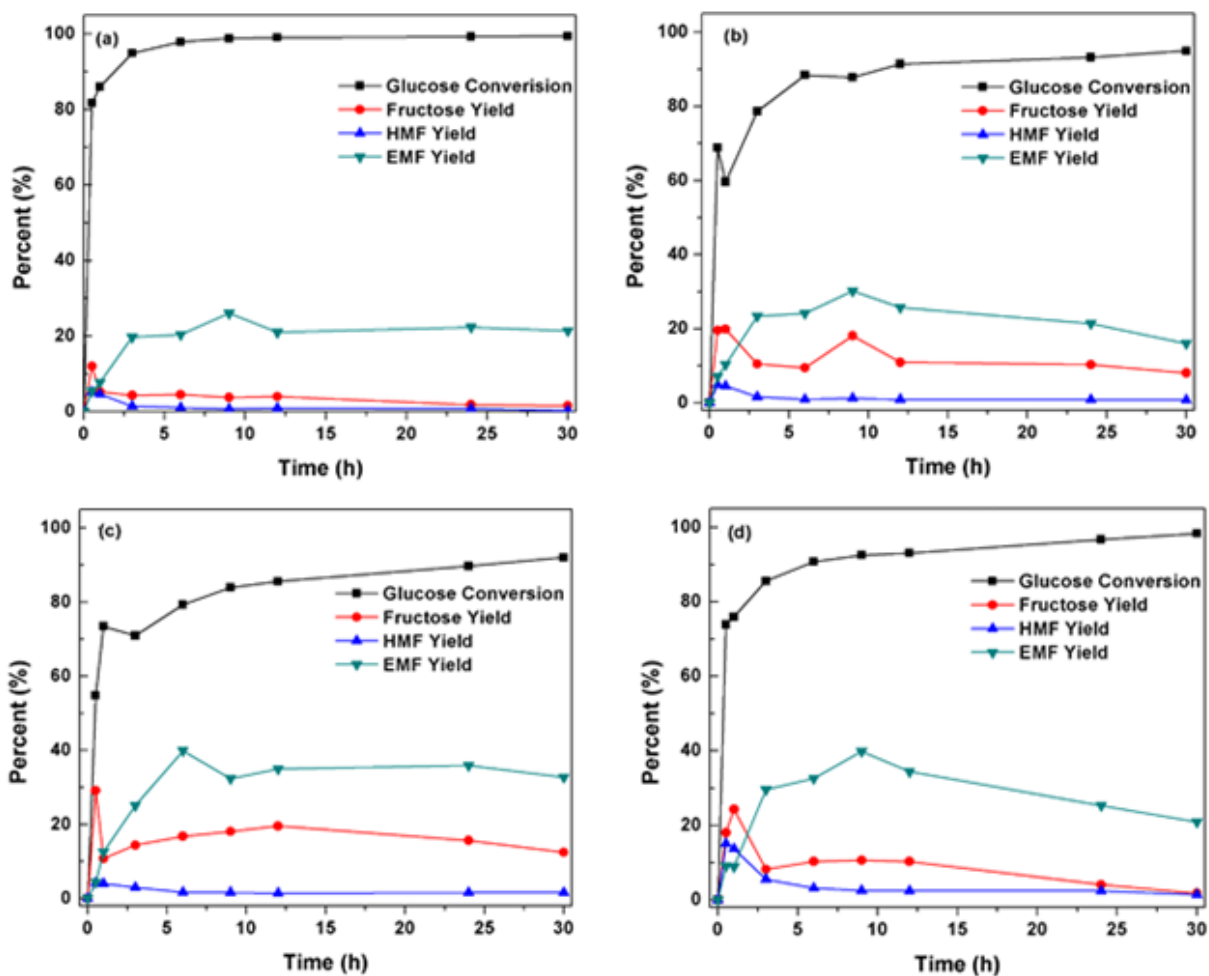 (a)
Glucose Converision
Fructose Yield
HMF Yield
EMF Yield
Percent (%)
100
80
60
40
20
0
0 5 10 15 20 25 30
Time (h)
(b)
Glucose Conversion
Fructose Yield
HMF Yield
EMF Yield
Percent (%)
100
80
60
40
20
0
0 5 10 15 20 25 30
Time (h)
(c)
Glucose Conversion
Fructose Yield
HMF Yield
EMF Yield
Percent (%)
100
80
60
40
20
0
0 5 10 15 20 25 30
Time (h)
(d)
Glucose Conversion
Fructose Yield
HMF Yield
EMF Yield
Percent (%)
100
80
60
40
20
0
0 5 10 15 20 25 30
Time (h)